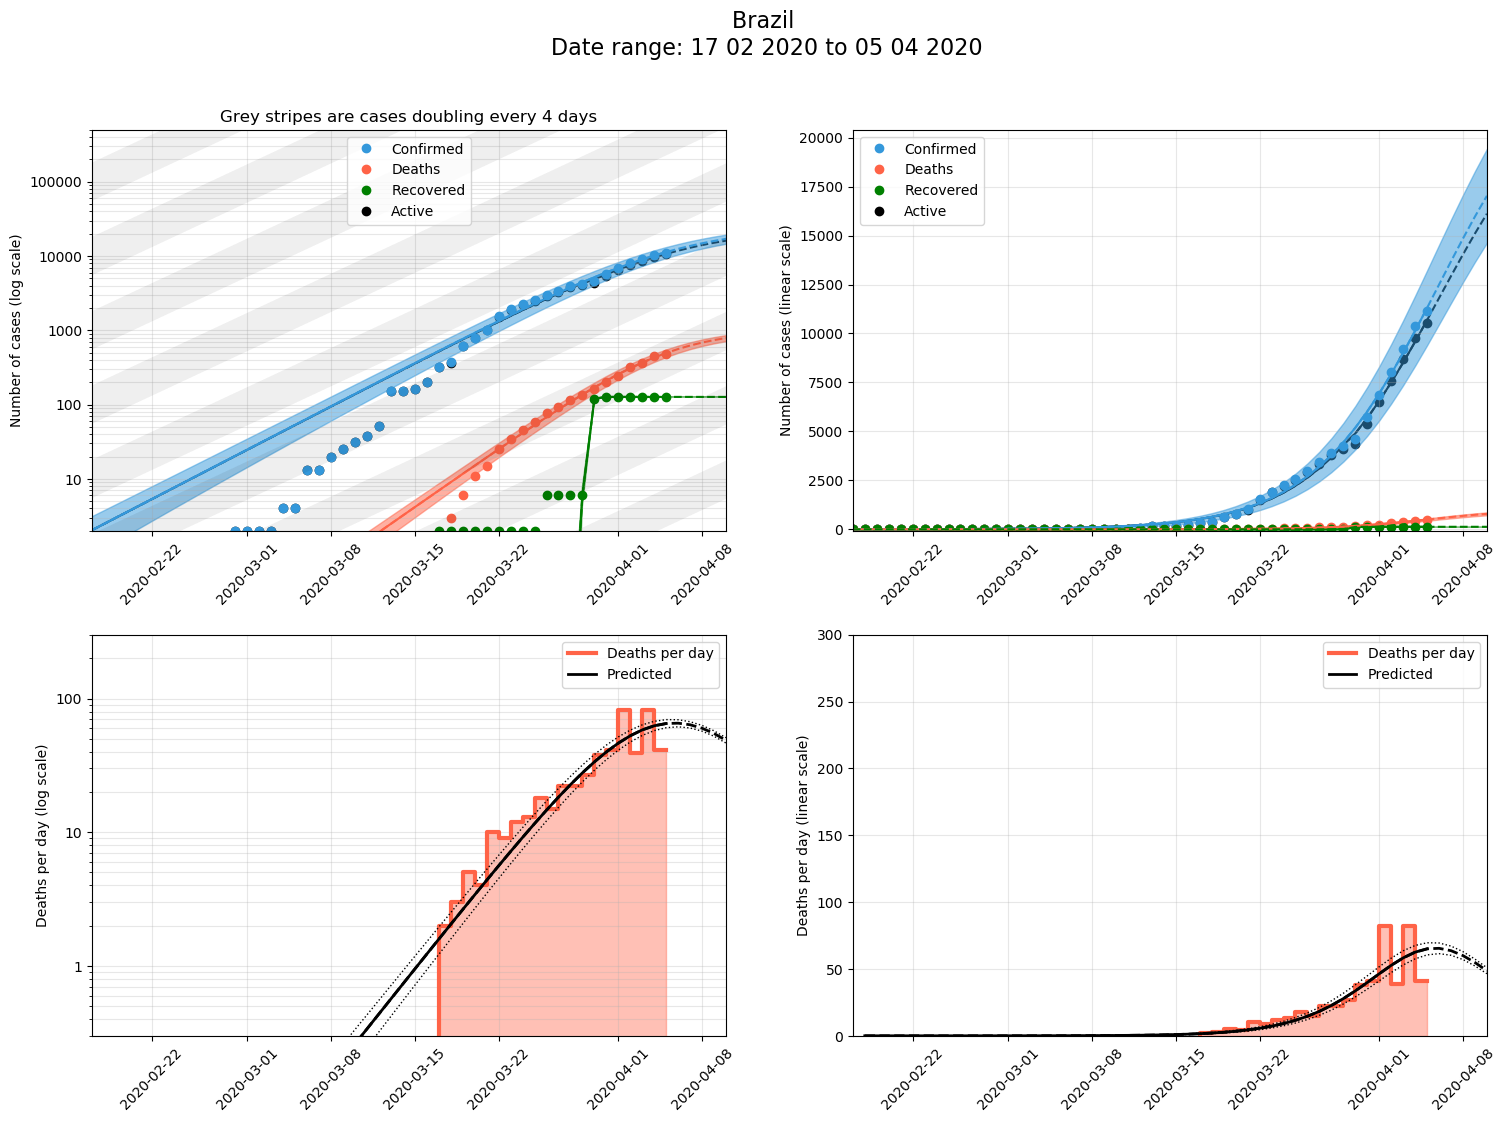 Brazil
Date range: 17 02 2020 to 05 04 2020
Grey stripes are cases doubling every 4 days
Number of cases (log scale)
100000
10000
1000
100
10
Confirmed
Deaths
Recovered
Active
2020-02-22
2020-03-01
2020-03-08
2020-03-15
2020-03-22
2020-04-01
2020-04-08
Number of cases (linear scale)
20000
17500
15000
12500
10000
7500
5000
2500
0
Confirmed
Deaths
Recovered
Active
2020-02-22
2020-03-01
2020-03-08
2020-03-15
2020-03-22
2020-04-01
2020-04-08
Deaths per day (log scale)
100
10
1
Deaths per day
Predicted
2020-02-22
2020-03-01
2020-03-08
2020-03-15
2020-03-22
2020-04-01
2020-04-08
Deaths per day (linear scale)
300
250
200
150
100
50
0
Deaths per day
Predicted
2020-02-22
2020-03-01
2020-03-08
2020-03-15
2020-03-22
2020-04-01
2020-04-08